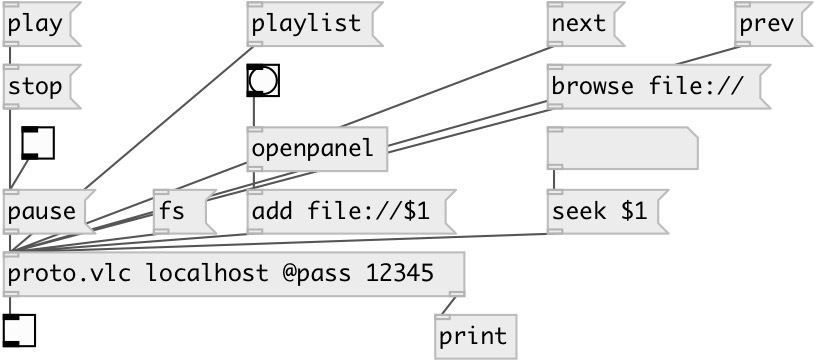 play playlist next prev
stop browse file://
openpanel
pause fs add file://$1 seek $1
proto.vlc localhost @pass 12345
print